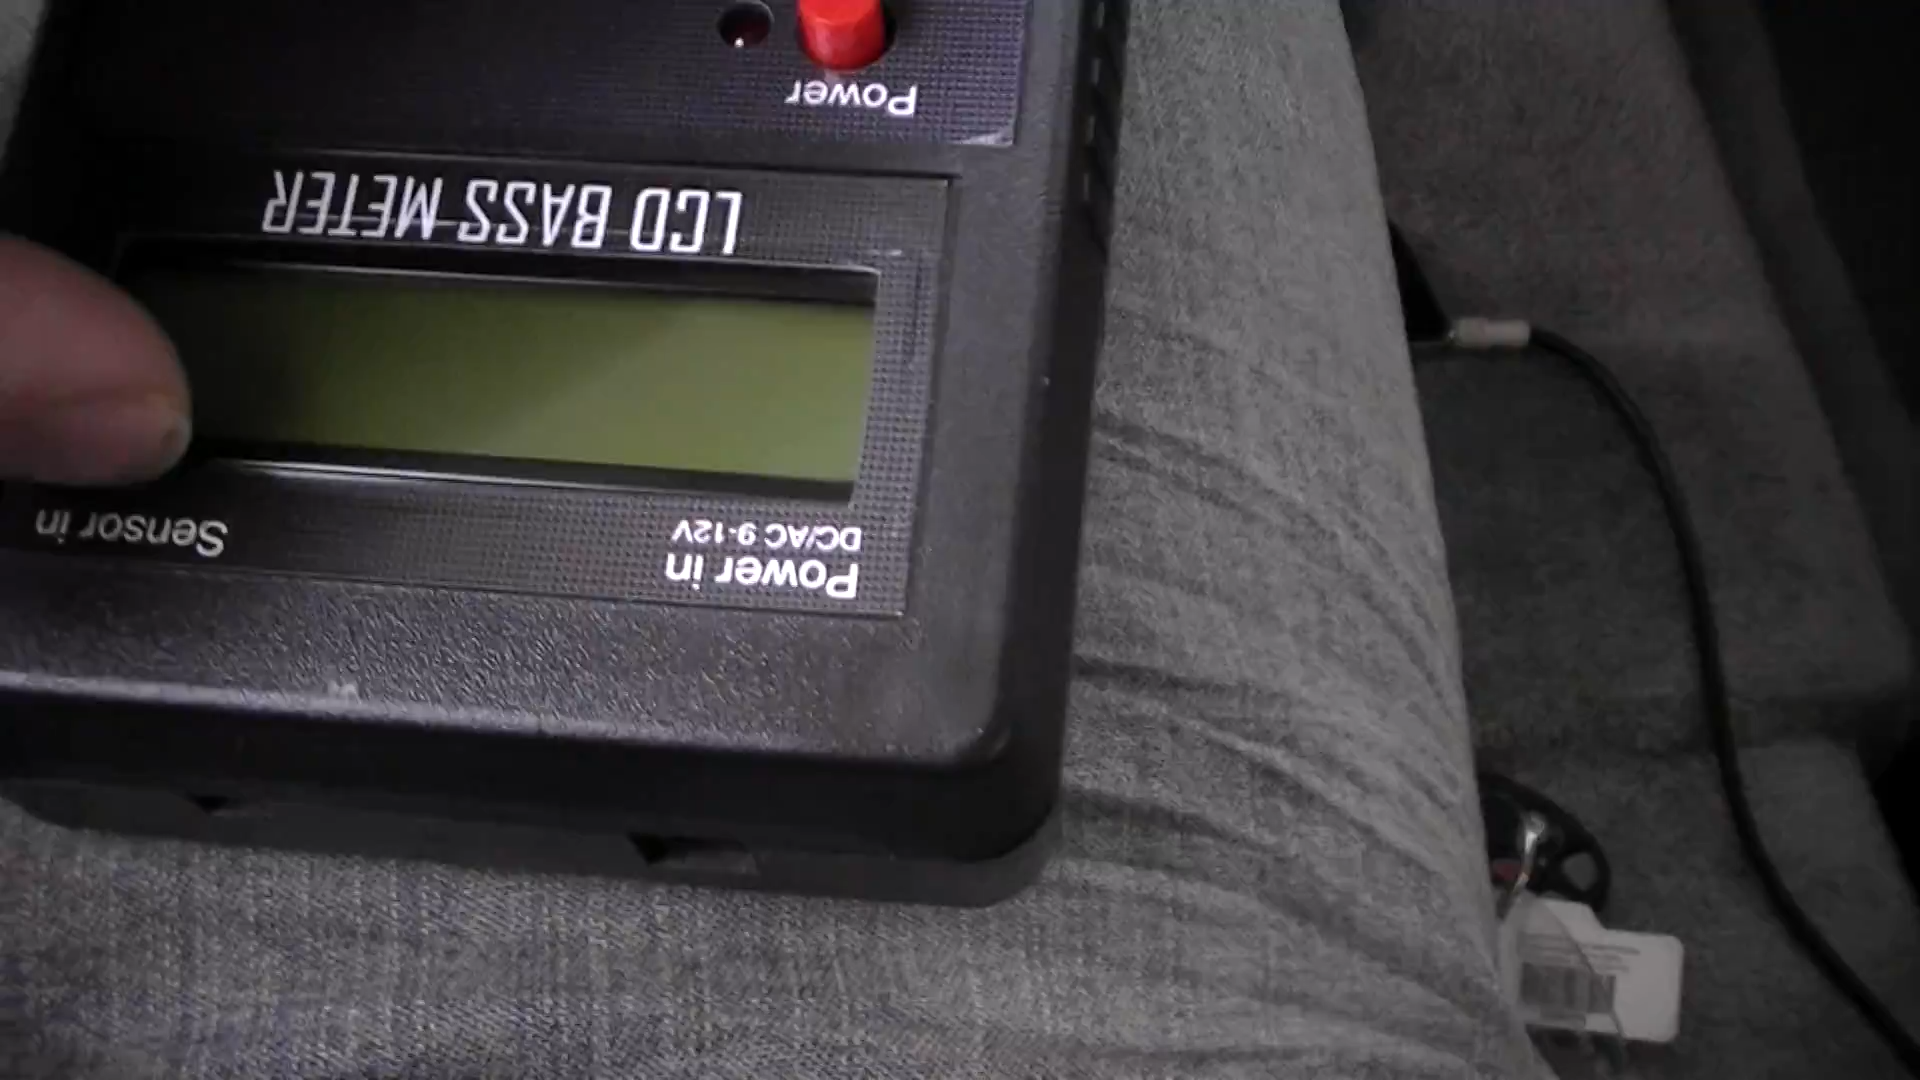 Power
LCD BASS METER
Power in
DC/AC 9-12V
Sensor in